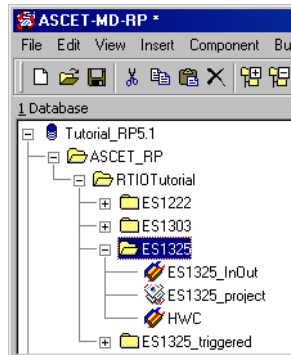 ASCET-MD-RP *
File Edit View Insert Component Bu
1 Database
Tutorial_RP5.1
ASCET_RP
RTIOTutorial
ES1222
ES1303
ES1325
ES1325_InOut
ES1325_project
HWC
ES1325_triggered